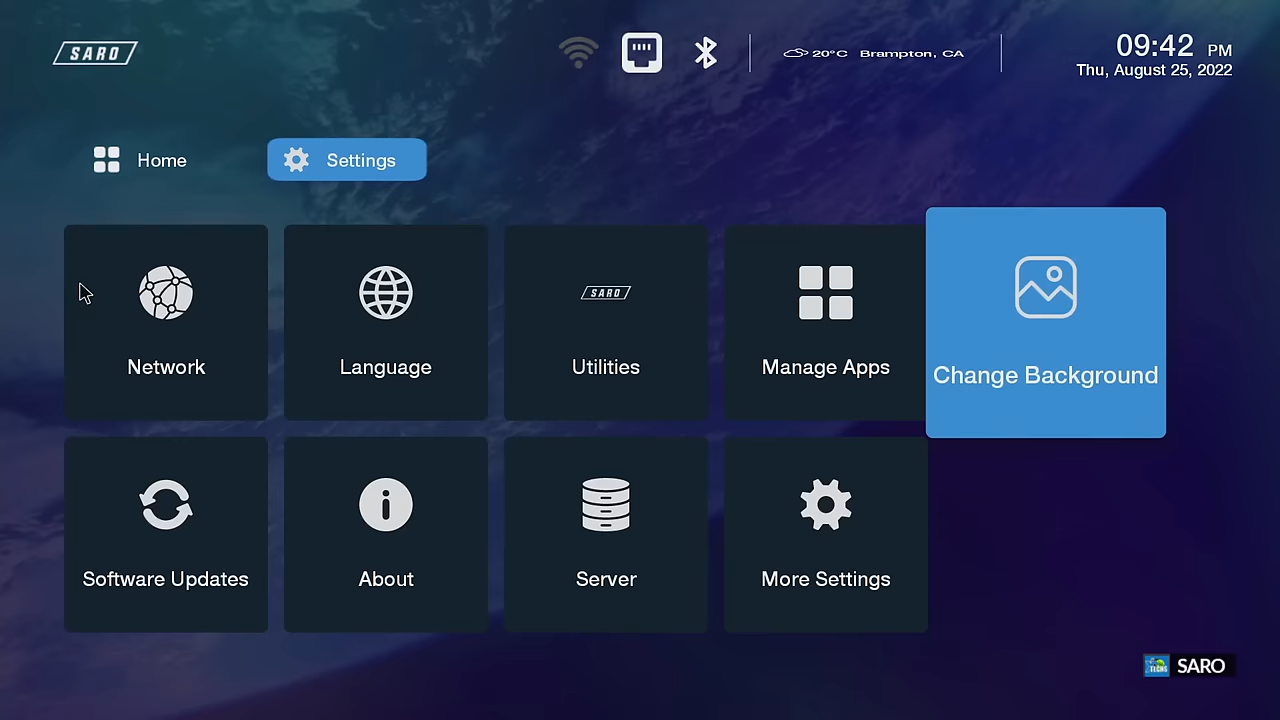 SARO
20°C Brampton, CA
09:42 PM
Thu, August 25, 2022
Home
Settings
Network
Language
SARO
Utilities
Manage Apps
Change Background
Software Updates
About
Server
More Settings
TECHS
SARO